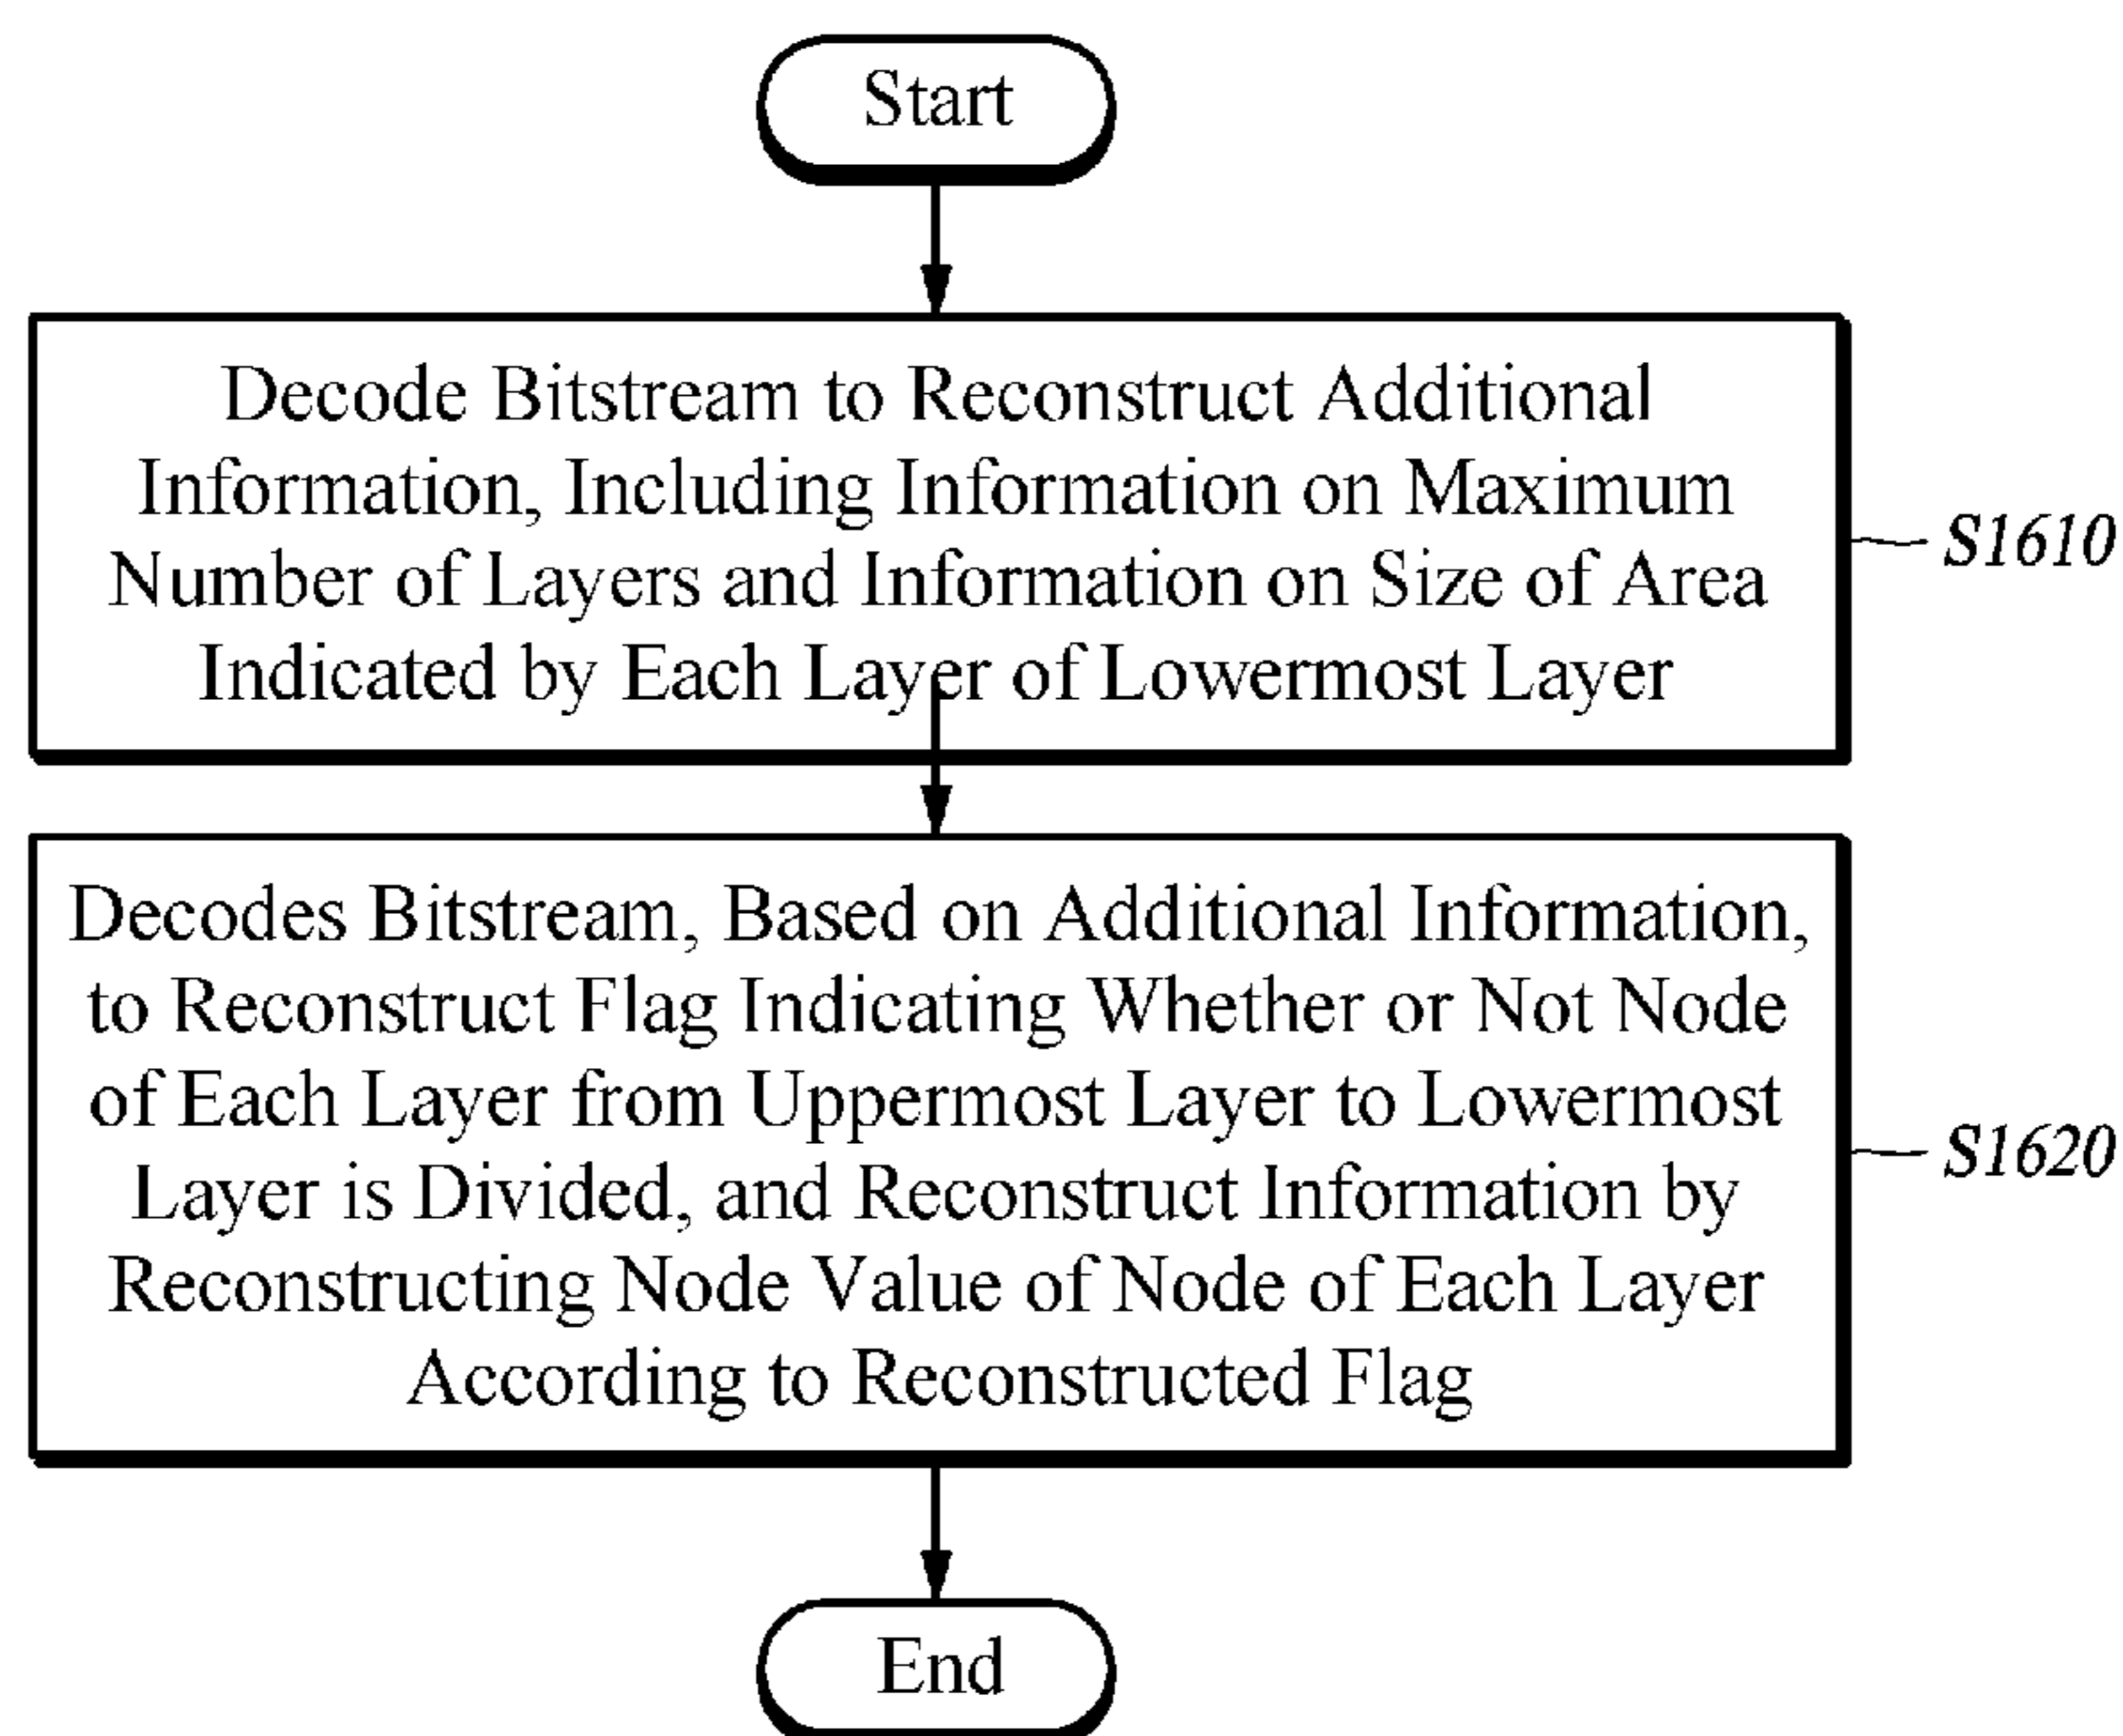 Start
Decode Bitstream to Reconstruct Additional
Information, Including Information on Maximum
Number of Layers and Information on Size of Area
Indicated by Each Layer of Lowermost Layer
S1610
Decodes Bitstream, Based on Additional Information,
to Reconstruct Flag Indicating Whether or Not Node
of Each Layer from Uppermost Layer to Lowermost
Layer is Divided, and Reconstruct Information by
Reconstructing Node Value of Node of Each Layer
According to Reconstructed Flag
S1620
End